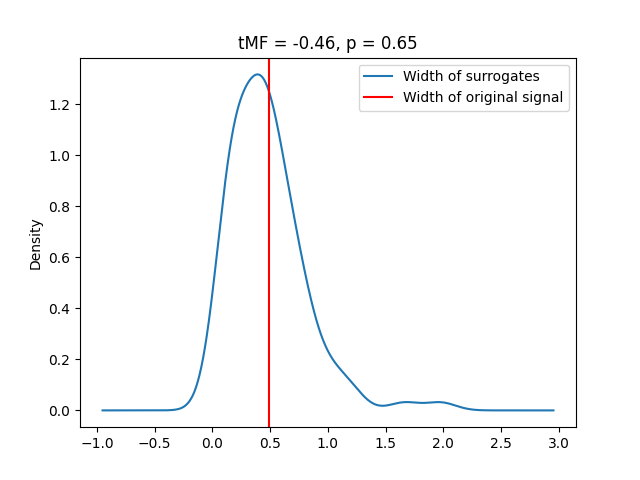 tMF = -0.46, p = 0.65
Width of surrogates
Width of original signal
Density
1.2
1.0
0.8
0.6
0.4
0.2
0.0
−1.0 −0.5 0.0 0.5 1.0 1.5 2.0 2.5 3.0